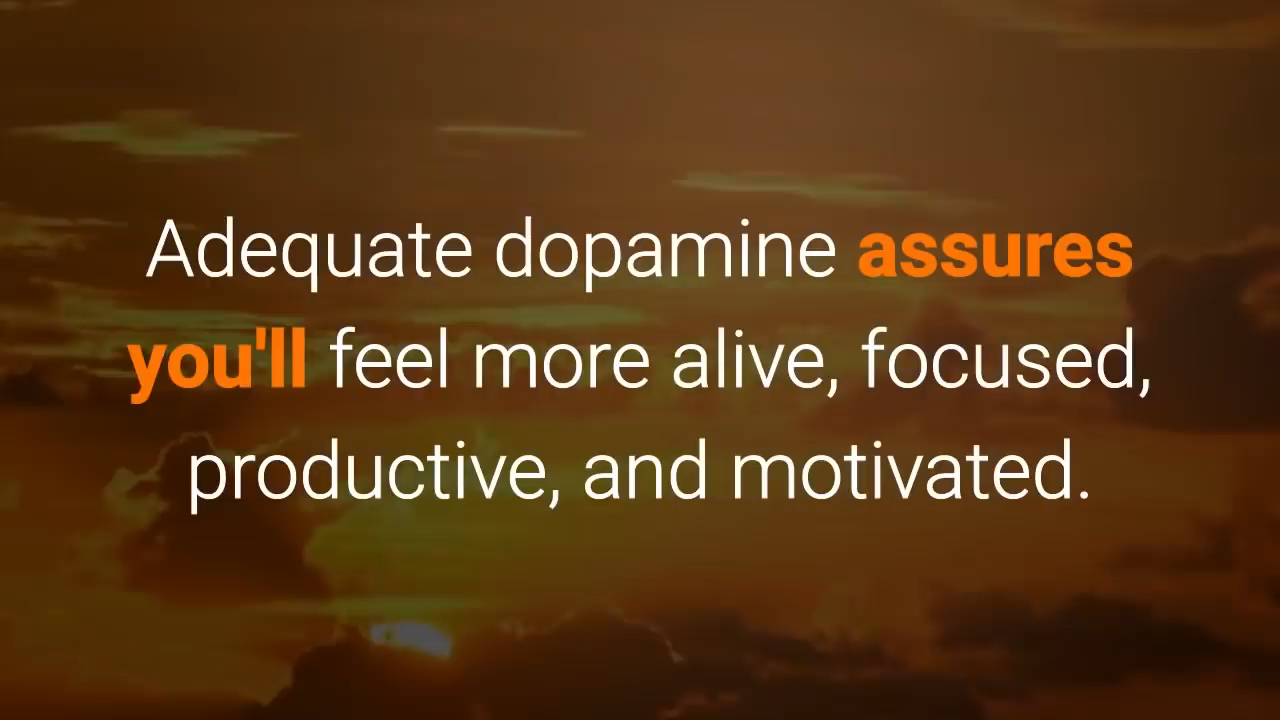 Adequate dopamine assures
you'll feel more alive, focused,
productive, and motivated.